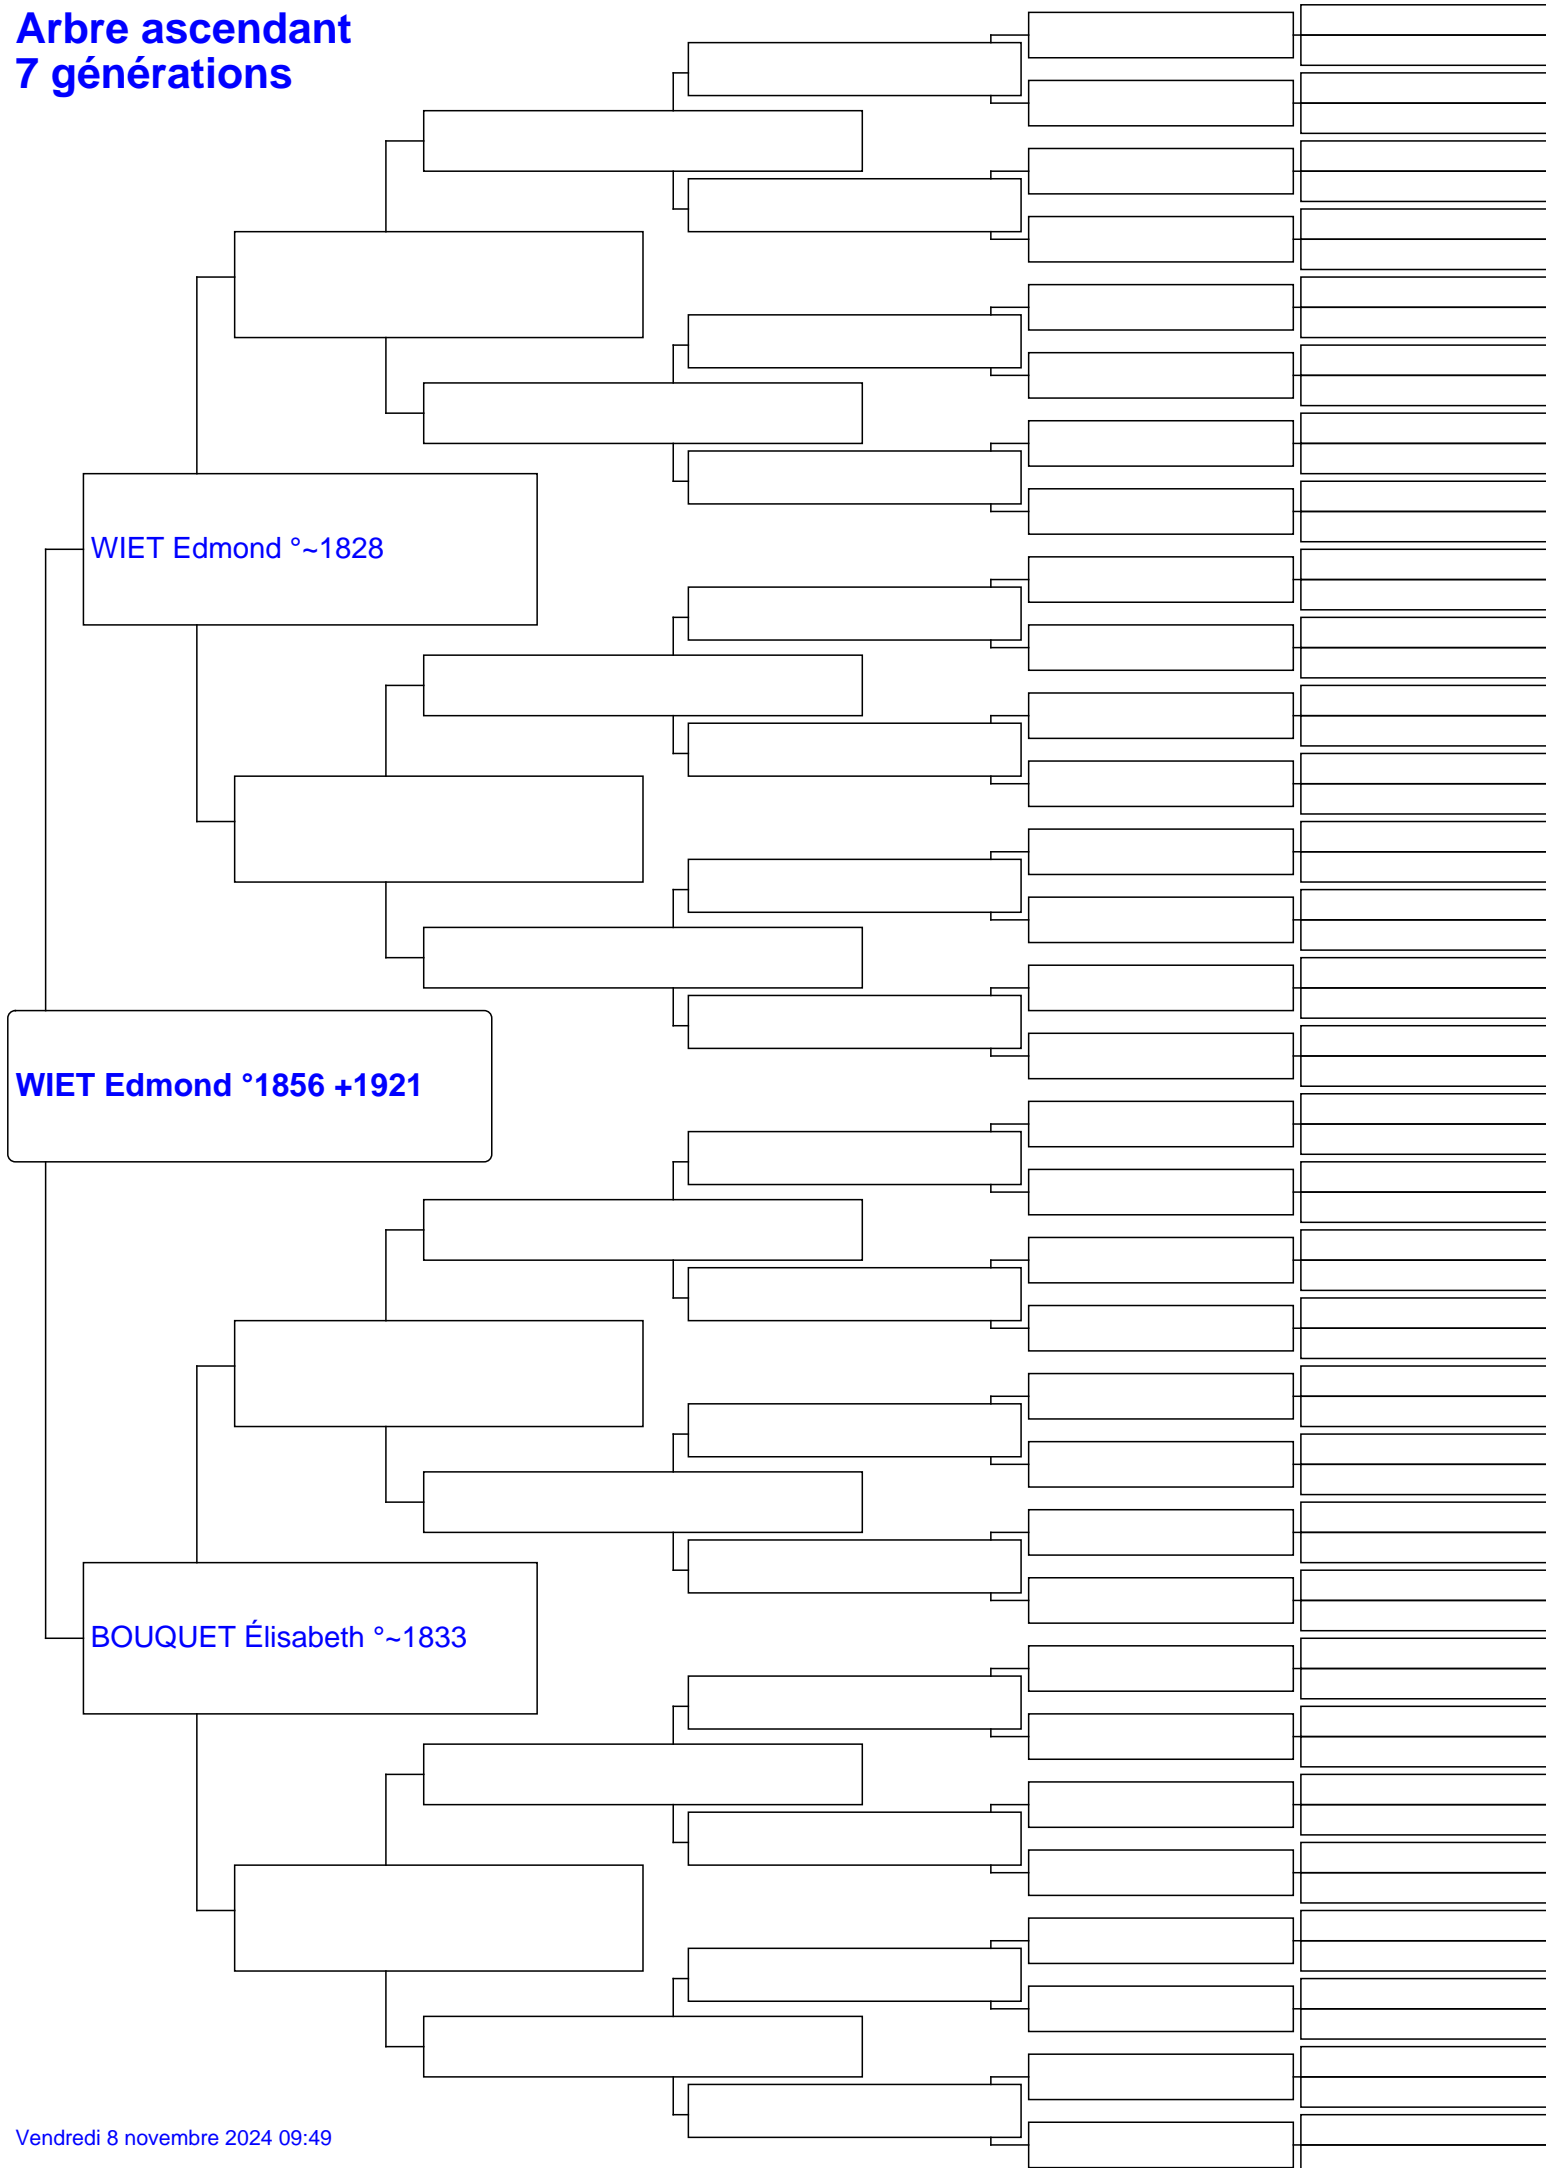 Arbre ascendant
7 générations
WIET Edmond °~1828
WIET Edmond °1856 +1921
BOUQUET Élisabeth °~1833
Vendredi 8 novembre 2024 09:49